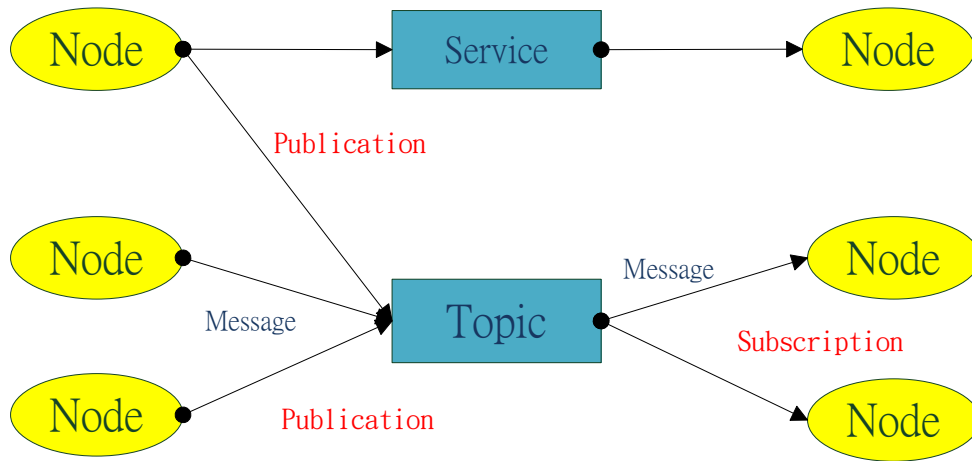 Node
Service
Node
Publication
Node
Message
Topic
Message
Node
Subscription
Node
Publication
Node